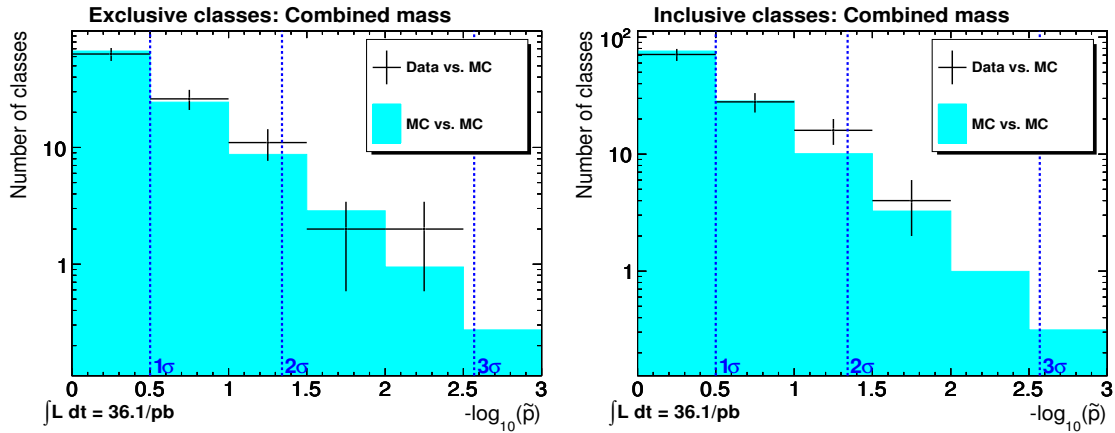 Exclusive classes: Combined mass
Number of classes
Data vs. MC
MC vs. MC
10
1
1σ
2σ
3σ
0 0.5 1 1.5 2 2.5 3
∫L dt = 36.1/pb
-log₁₀(p̃)
Inclusive classes: Combined mass
Number of classes
Data vs. MC
MC vs. MC
10²
10
1
1σ
2σ
3σ
0 0.5 1 1.5 2 2.5 3
∫L dt = 36.1/pb
-log₁₀(p̃)